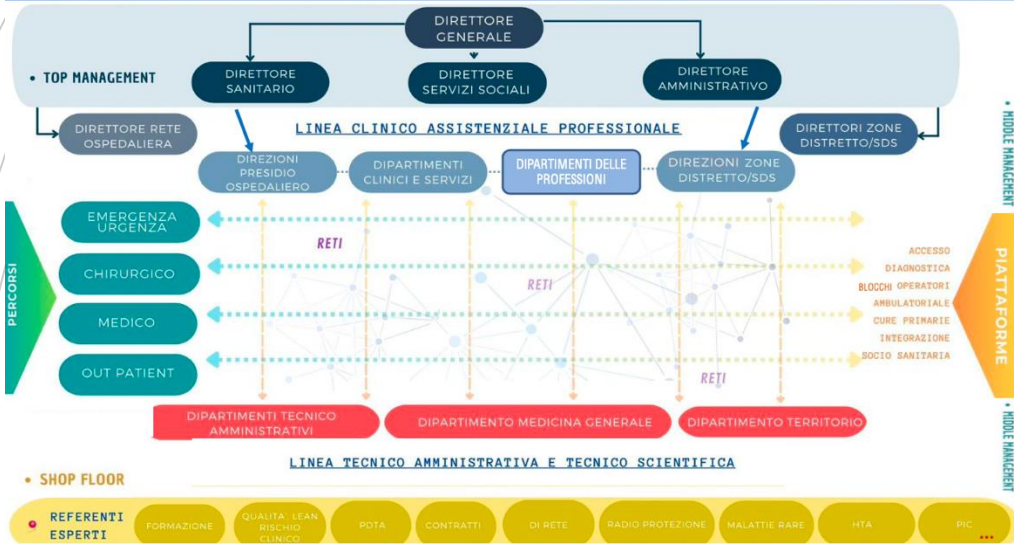 DIRETTORE
GENERALE
• TOP MANAGEMENT
DIRETTORE
SANITARIO
DIRETTORE
SERVIZI SOCIALI
DIRETTORE
AMMINISTRATIVO
DIRETTORE RETE
OSPEDALIERA
LINEA CLINICO ASSISTENZIALE PROFESSIONALE
DIRETTORI ZONE
DISTRETTO/SDS
• MIDDLE MANAGEMENT
DIREZIONI
PRESIDIO
OSPEDALIERO
DIPARTIMENTI
CLINICI E SERVIZI
DIPARTIMENTI DELLE
PROFESSIONI
DIREZIONI ZONE
DISTRETTO/SDS
PERCORSI
EMERGENZA
URGENZA
CHIRURGICO
MEDICO
OUT PATIENT
RETI
RETI
RETI
ACCESSO
DIAGNOSTICA
BLOCCHI OPERATORI
AMBULATORIALE
CURE PRIMARIE
INTEGRAZIONE
SOCIO SANITARIA
PIATTAFORME
• MIDDLE MANAGEMENT
DIPARTIMENTI TECNICO
AMMINISTRATIVI
DIPARTIMENTO MEDICINA GENERALE
DIPARTIMENTO TERRITORIO
LINEA TECNICO AMMINISTRATIVA E TECNICO SCIENTIFICA
• SHOP FLOOR
REFERENTI
ESPERTI
FORMAZIONE
QUALITA', LEAN
RISCHIO
CLINICO
PDTA
CONTRATTI
DI RETE
RADIO PROTEZIONE
MALATTIE RARE
HTA
PIC
...